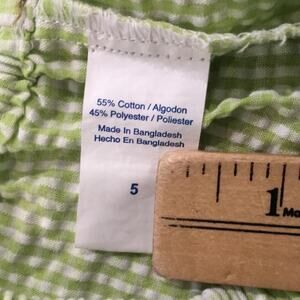 55% Cotton / Algodon
45% Polyester / Poliester
Made In Bangladesh
Hecho En Bangladesh
5
1